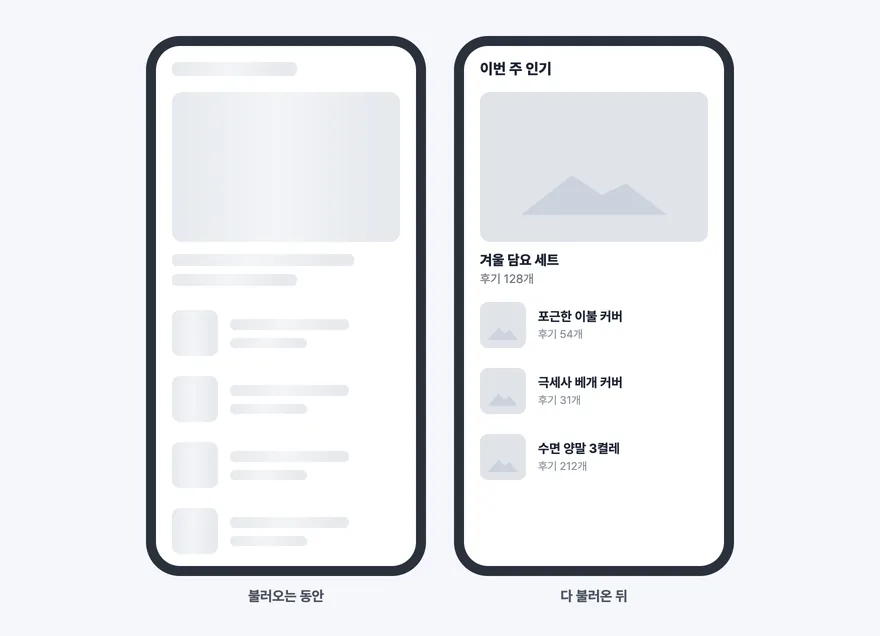 이번 주 인기
겨울 담요 세트
후기 128개
포근한 이불 커버
후기 54개
극세사 베개 커버
후기 31개
수면 양말 3켤레
후기 212개
불러오는 동안
다 불러온 뒤